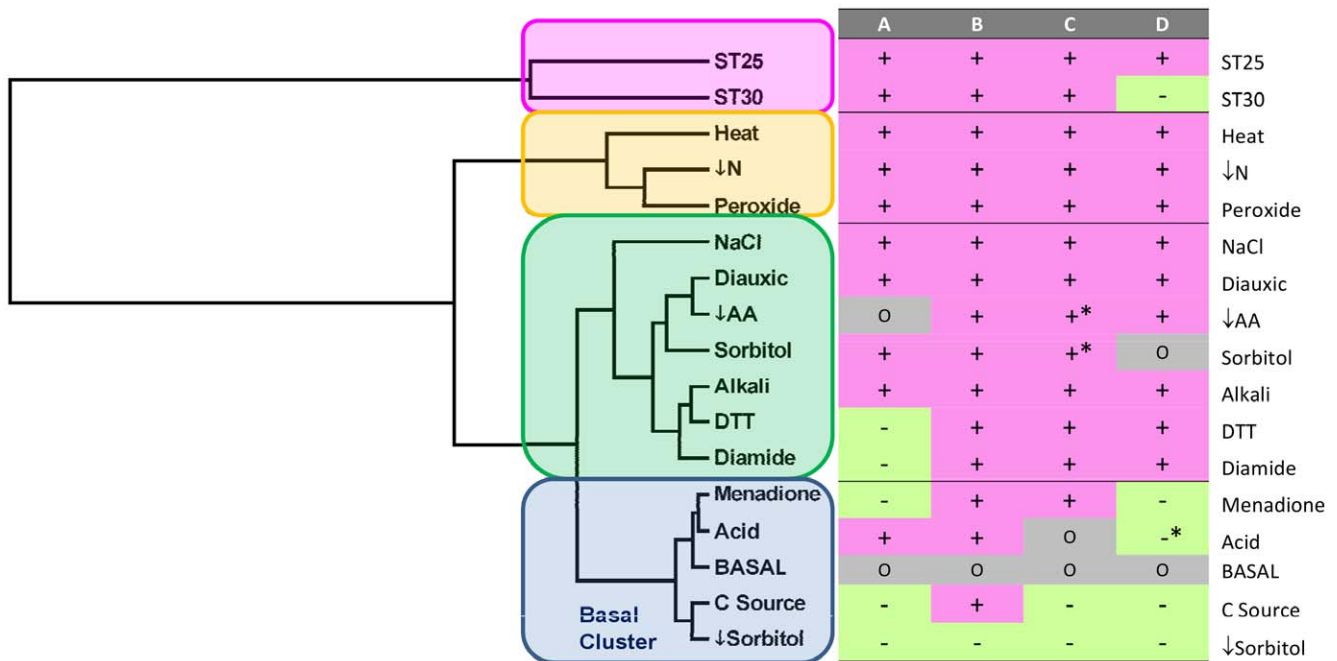 A B C D
ST25 + + + + ST25
ST30 + + + - ST30
Heat + + + + Heat
↓N + + + + ↓N
Peroxide + + + + Peroxide
NaCl + + + + NaCl
Diauxic + + + + Diauxic
↓AA O + +* + ↓AA
Sorbitol + + +* O Sorbitol
Alkali + + + + Alkali
DTT - + + + DTT
Diamide - + + + Diamide
Menadione - + + - Menadione
Acid + + O -* Acid
BASAL O O O O BASAL
C Source - + - - C Source
↓Sorbitol - - - - ↓Sorbitol
Basal
Cluster